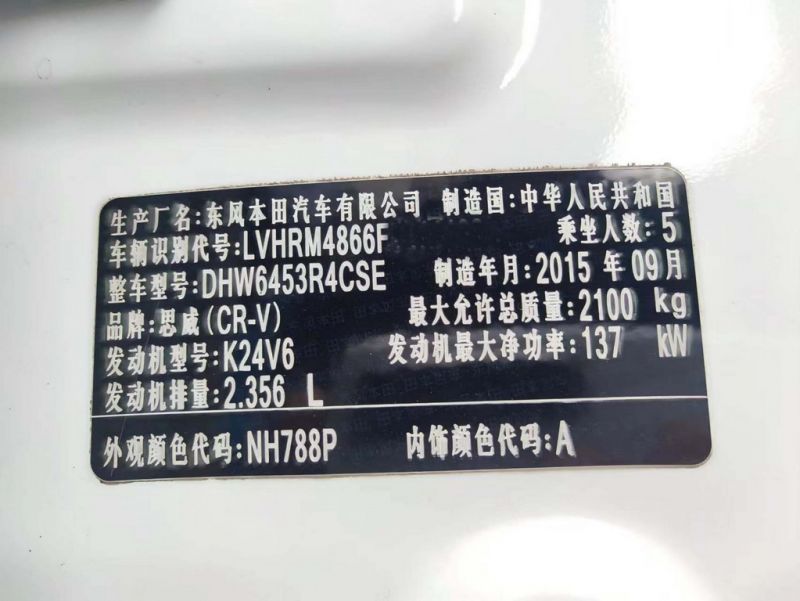 生产厂名:东风本田汽车有限公司 制造国:中华人民共和国
车辆识别代号:LVHRM4866F 乘坐人数:5
整车型号:DHW6453R4CSE 制造年月:2015 年 09月
品牌:思威(CR-V) 最大允许总质量:2100 kg
发动机型号:K24V6 发动机最大净功率:137 kW
发动机排量:2.356 L
外观颜色代码:NH788P 内饰颜色代码:A